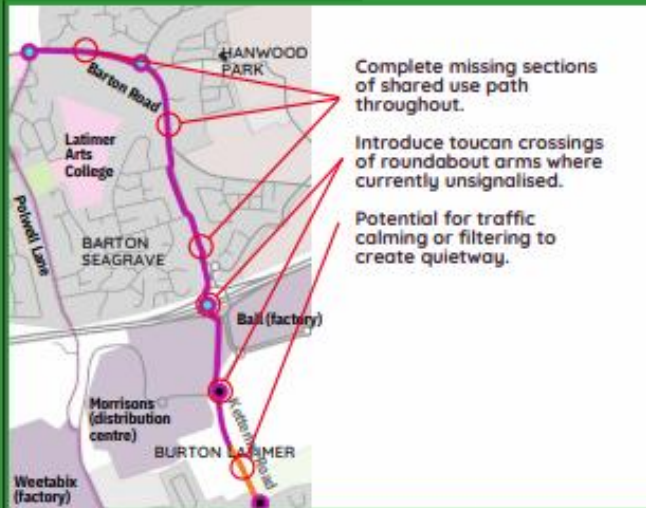 HANWOOD
PARK
Barton Road
Latimer
Arts
College
Polwell Lane
BARTON
SEAGRAVE
Ball (factory)
Morrisons
(distribution
centre)
Kettering Road
BURTON LATIMER
Weetabix
(factory)
Complete missing sections
of shared use path
throughout.
Introduce toucan crossings
of roundabout arms where
currently unsignalised.
Potential for traffic
calming or filtering to
create quietway.